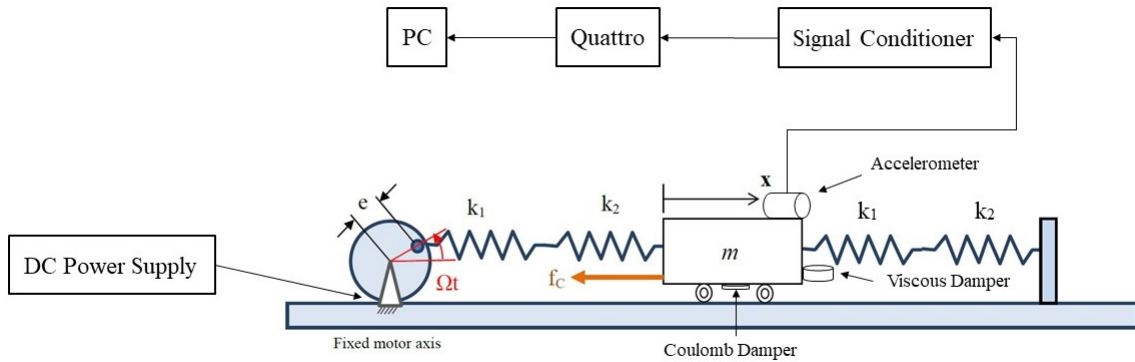 PC
Quattro
Signal Conditioner
Accelerometer
x
e
k₁
k₂
k₁
k₂
DC Power Supply
Ωt
f_C
m
Viscous Damper
Fixed motor axis
Coulomb Damper